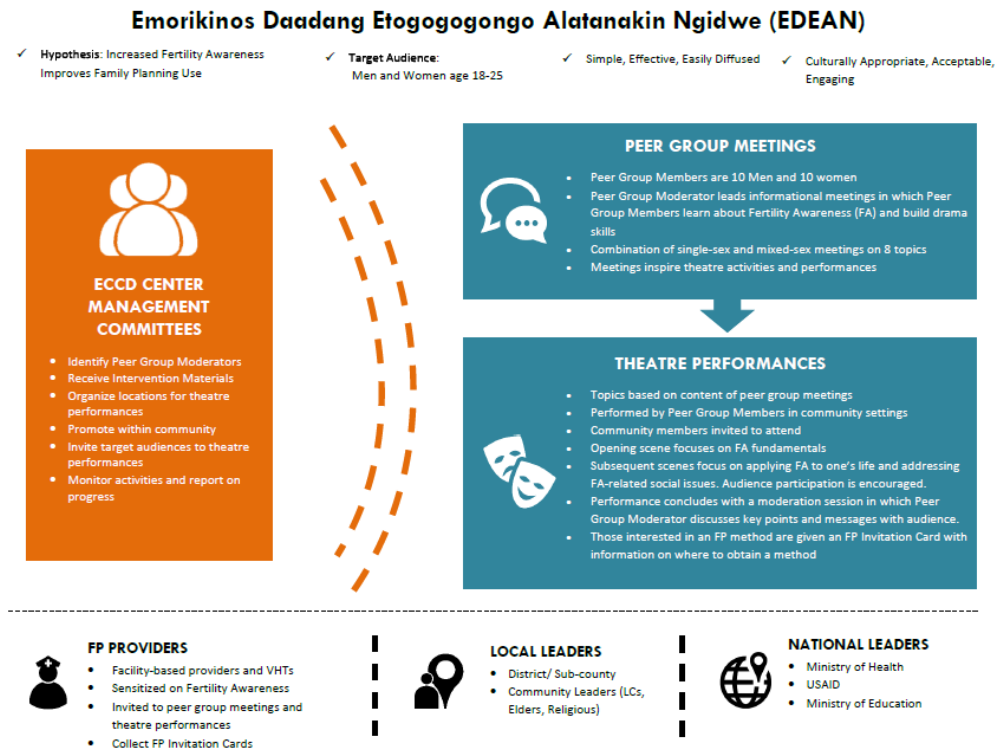 Emorikinos Daadang Etogogogongo Alatanakin Ngidwe (EDEAN)
✓ Hypothesis: Increased Fertility Awareness
Improves Family Planning Use
✓ Target Audience:
Men and Women age 18-25
✓ Simple, Effective, Easily Diffused
✓ Culturally Appropriate, Acceptable,
Engaging
ECCD CENTER
MANAGEMENT
COMMITTEES
• Identify Peer Group Moderators
• Receive Intervention Materials
• Organize locations for theatre
performances
• Promote within community
• Invite target audiences to theatre
performances
• Monitor activities and report on
progress
PEER GROUP MEETINGS
• Peer Group Members are 10 Men and 10 women
• Peer Group Moderator leads informational meetings in which Peer
Group Members learn about Fertility Awareness (FA) and build drama
skills
• Combination of single-sex and mixed-sex meetings on 8 topics
• Meetings inspire theatre activities and performances
THEATRE PERFORMANCES
• Topics based on content of peer group meetings
• Performed by Peer Group Members in community settings
• Community members invited to attend
• Opening scene focuses on FA fundamentals
• Subsequent scenes focus on applying FA to one's life and addressing
FA-related social issues. Audience participation is encouraged.
• Performance concludes with a moderation session in which Peer
Group Moderator discusses key points and messages with audience.
• Those interested in an FP method are given an FP Invitation Card with
information on where to obtain a method
FP PROVIDERS
• Facility-based providers and VHTs
• Sensitized on Fertility Awareness
• Invited to peer group meetings and
theatre performances
• Collect FP Invitation Cards
LOCAL LEADERS
• District/ Sub-county
• Community Leaders (LCs,
Elders, Religious)
NATIONAL LEADERS
• Ministry of Health
• USAID
• Ministry of Education